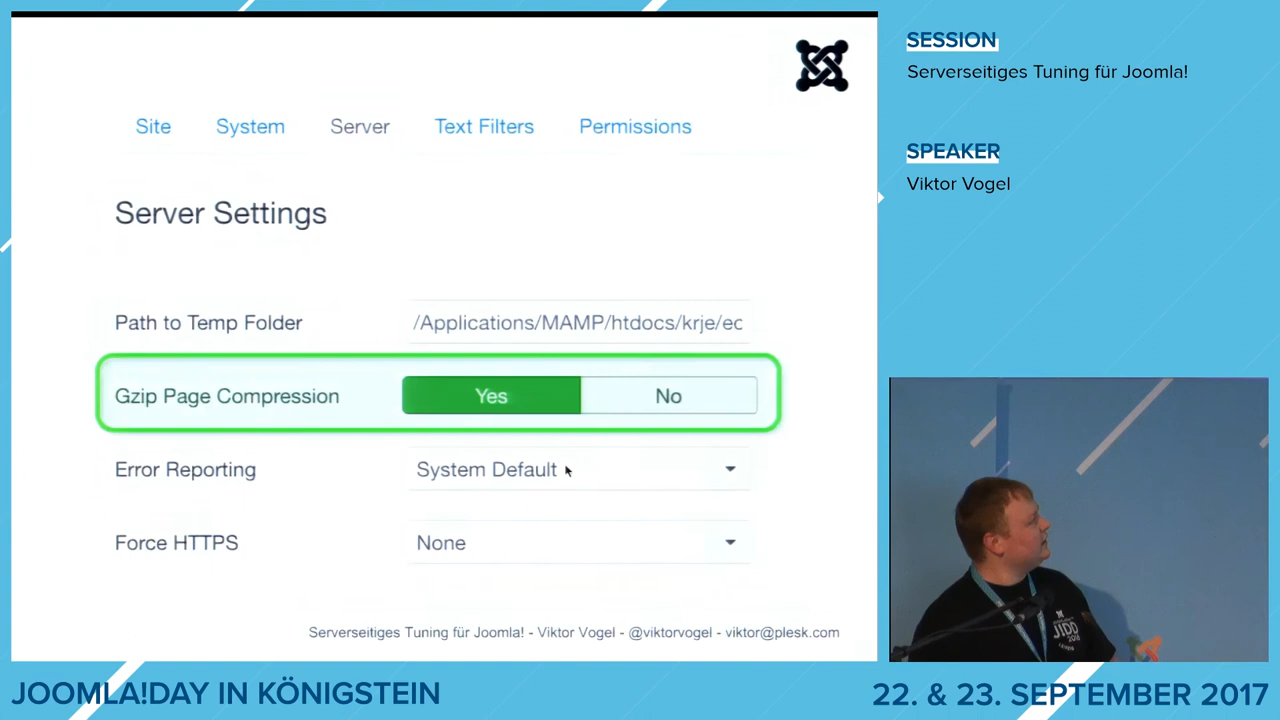 SESSION
Serverseitiges Tuning für Joomla!
SPEAKER
Viktor Vogel
Site System Server Text Filters Permissions
Server Settings
Path to Temp Folder /Applications/MAMP/htdocs/krje/ec
Gzip Page Compression Yes No
Error Reporting System Default
Force HTTPS None
Serverseitiges Tuning für Joomla! - Viktor Vogel - @viktorvogel - viktor@plesk.com
JD
JOOMLA!DAY IN KÖNIGSTEIN
22. & 23. SEPTEMBER 2017